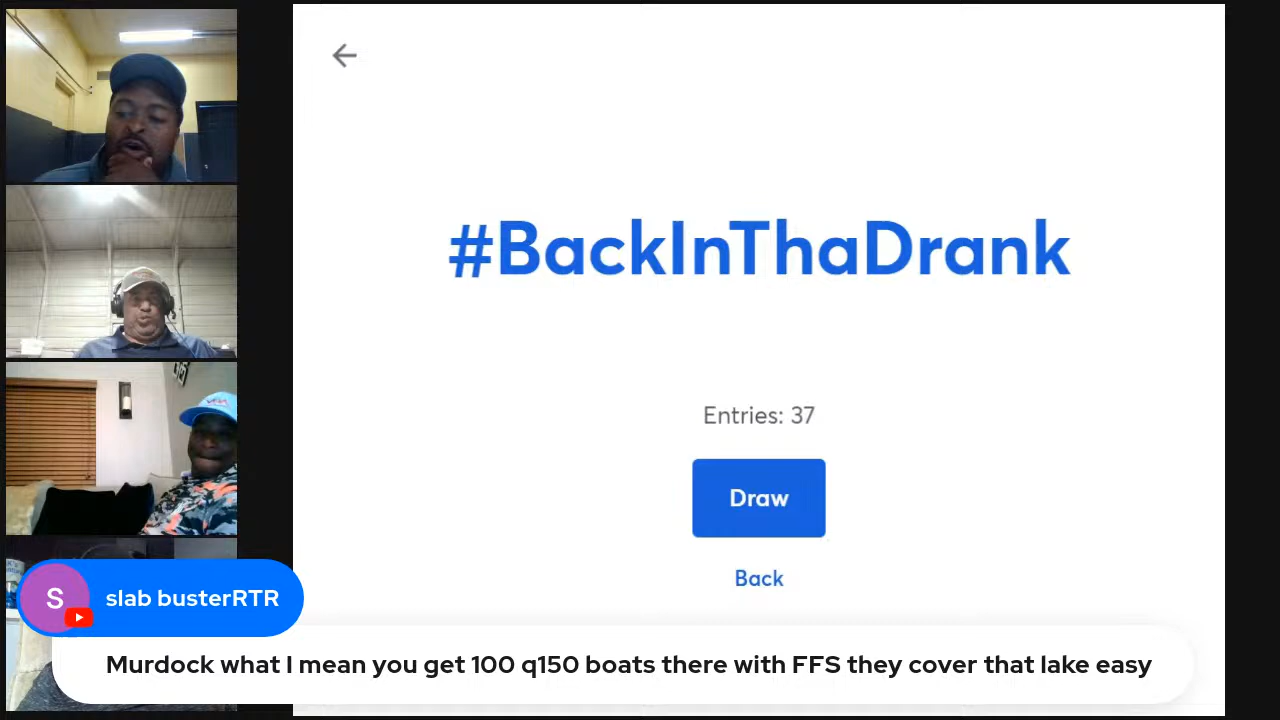 #BackInThaDrank
Entries: 37
Draw
Back
S
slab busterRTR
Murdock what I mean you get 100 q150 boats there with FFS they cover that lake easy